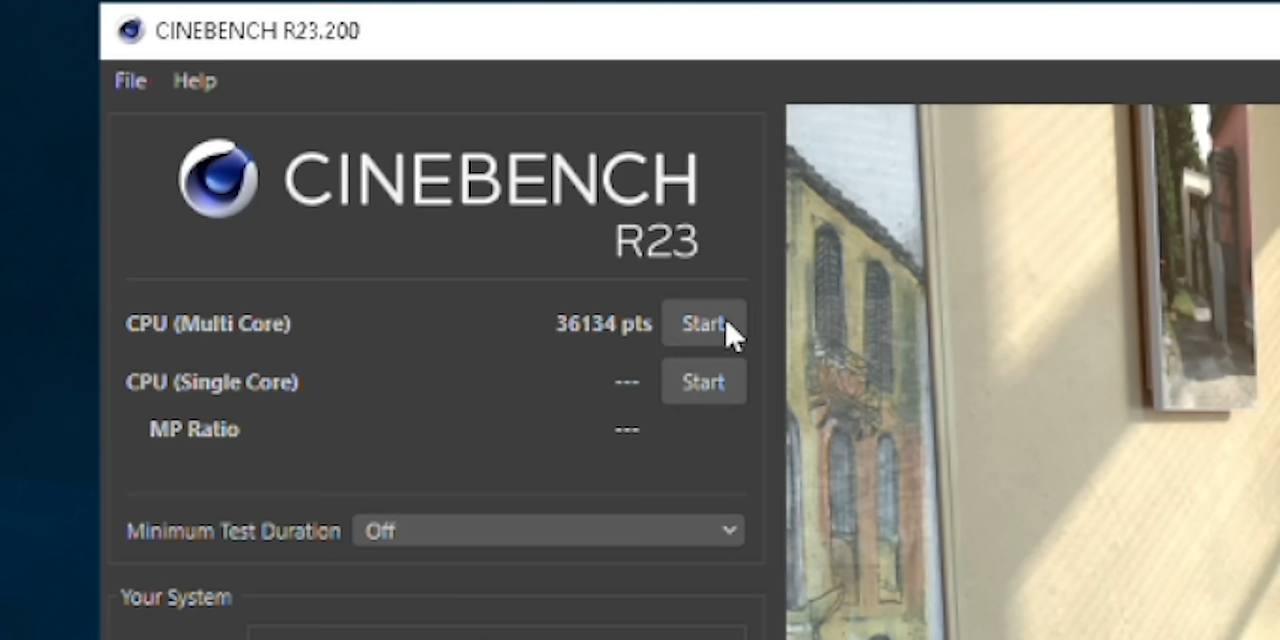 CINEBENCH R23.200
File Help
CINEBENCH
R23
CPU (Multi Core) 36134 pts Start
CPU (Single Core) --- Start
MP Ratio ---
Minimum Test Duration Off
Your System